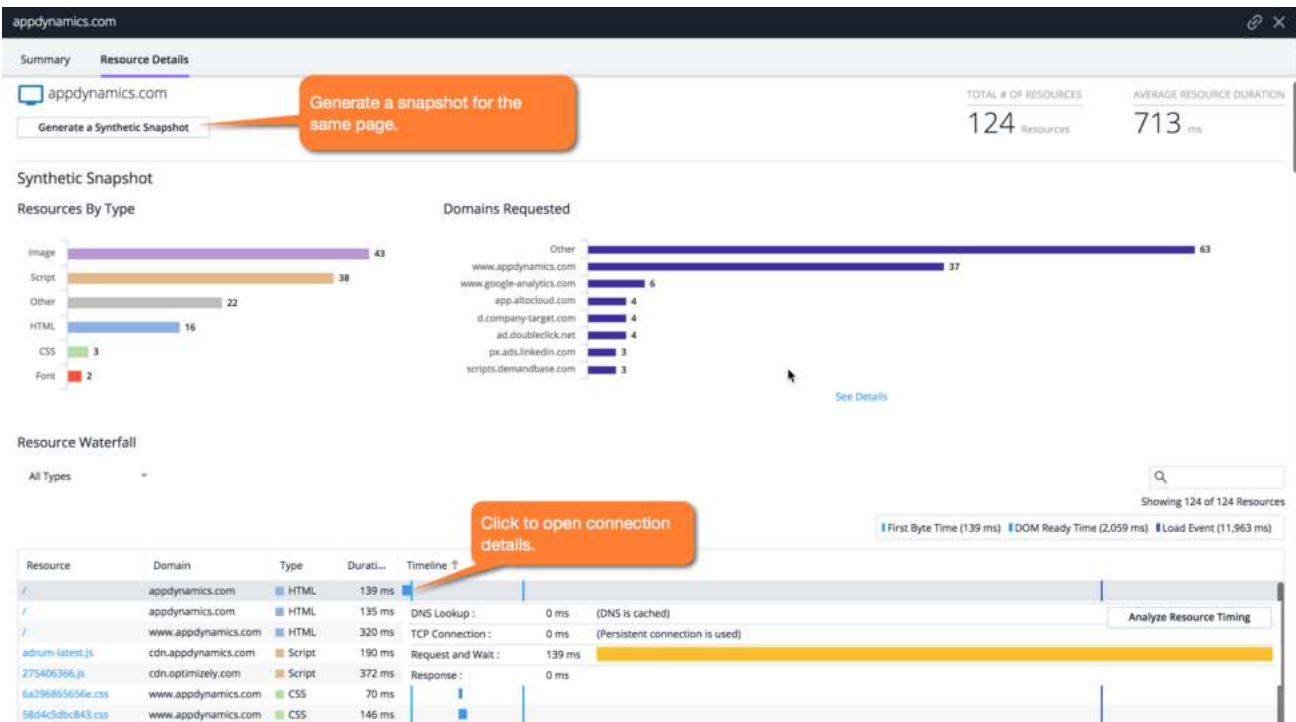 appdynamics.com
Summary Resource Details
appdynamics.com
Generate a Synthetic Snapshot
Generate a snapshot for the
same page.
TOTAL # OF RESOURCES
124 Resources
AVERAGE RESOURCE DURATION
713 ms
Synthetic Snapshot
Resources By Type
Image 43
Script 38
Other 22
HTML 16
CSS 3
Font 2
Domains Requested
Other 63
www.appdynamics.com 37
www.google-analytics.com 6
app.altocloud.com 4
d.company-target.com 4
ad.doubleclick.net 4
px.ads.linkedin.com 3
scripts.demandbase.com 3
See Details
Resource Waterfall
All Types
Showing 124 of 124 Resources
First Byte Time (139 ms) DOM Ready Time (2,059 ms) Load Event (11,963 ms)
Click to open connection
details.
Resource Domain Type Durati... Timeline
/ appdynamics.com HTML 139 ms
/ appdynamics.com HTML 135 ms
/ www.appdynamics.com HTML 320 ms
adrum-latest.js cdn.appdynamics.com Script 190 ms
275406366.js cdn.optimizely.com Script 372 ms
6a296865656e.css www.appdynamics.com CSS 70 ms
58d4c5dbc843.css www.appdynamics.com CSS 146 ms
DNS Lookup : 0 ms (DNS is cached)
TCP Connection : 0 ms (Persistent connection is used)
Request and Wait : 139 ms
Response : 0 ms
Analyze Resource Timing